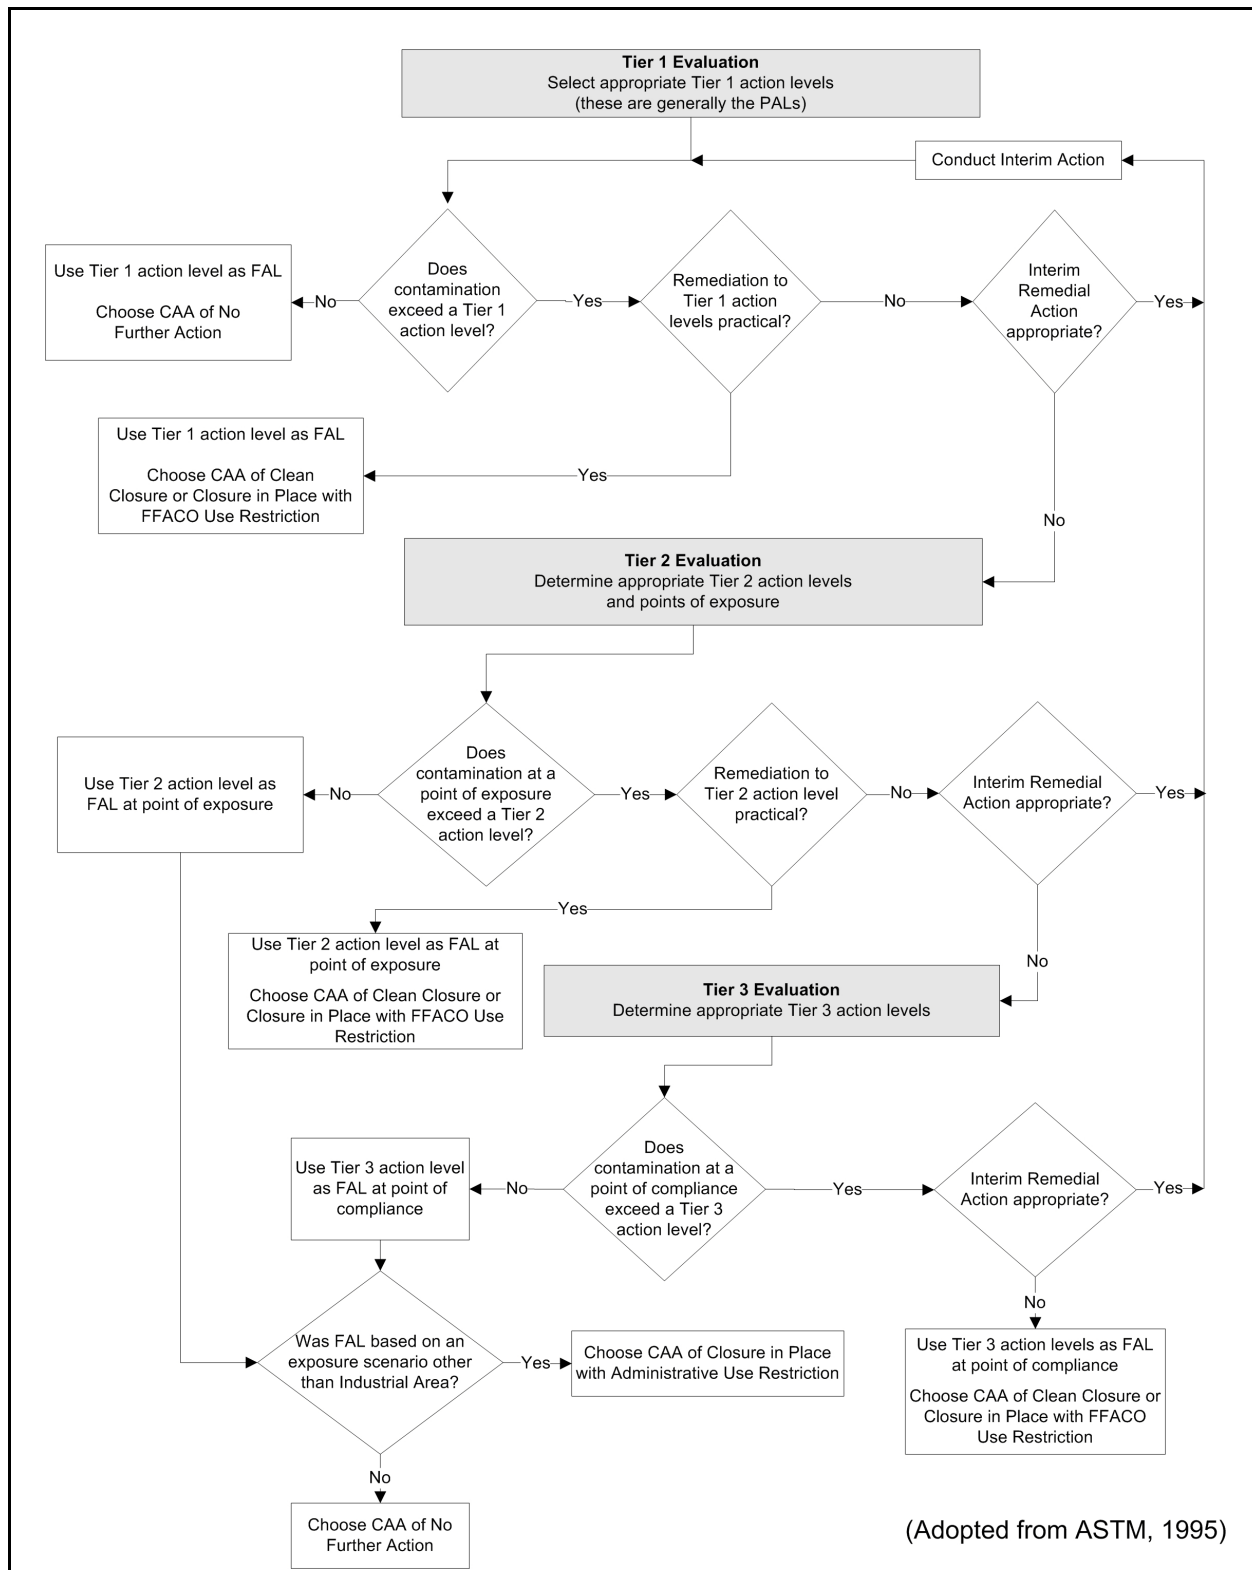 Tier 1 Evaluation
Select appropriate Tier 1 action levels
(these are generally the PALs)
Conduct Interim Action
Use Tier 1 action level as FAL
Choose CAA of No
Further Action
No
Does
contamination
exceed a Tier 1
action level?
Yes
Remediation to
Tier 1 action
levels practical?
No
Interim
Remedial
Action
appropriate?
Yes
Use Tier 1 action level as FAL
Choose CAA of Clean
Closure or Closure in Place with
FFACO Use Restriction
Yes
No
Tier 2 Evaluation
Determine appropriate Tier 2 action levels
and points of exposure
Use Tier 2 action level as
FAL at point of exposure
No
Does
contamination at a
point of exposure
exceed a Tier 2
action level?
Yes
Remediation to
Tier 2 action level
practical?
No
Interim Remedial
Action appropriate?
Yes
Yes
Use Tier 2 action level as FAL at
point of exposure
Choose CAA of Clean Closure or
Closure in Place with FFACO Use
Restriction
No
Tier 3 Evaluation
Determine appropriate Tier 3 action levels
Use Tier 3 action level
as FAL at point of
compliance
No
Does
contamination at a
point of compliance
exceed a Tier 3
action level?
Yes
Interim Remedial
Action appropriate?
Yes
No
Was FAL based on an
exposure scenario other
than Industrial Area?
Yes
Choose CAA of Closure in Place
with Administrative Use Restriction
Use Tier 3 action levels as FAL
at point of compliance
Choose CAA of Clean Closure or
Closure in Place with FFACO
Use Restriction
No
Choose CAA of No
Further Action
(Adopted from ASTM, 1995)